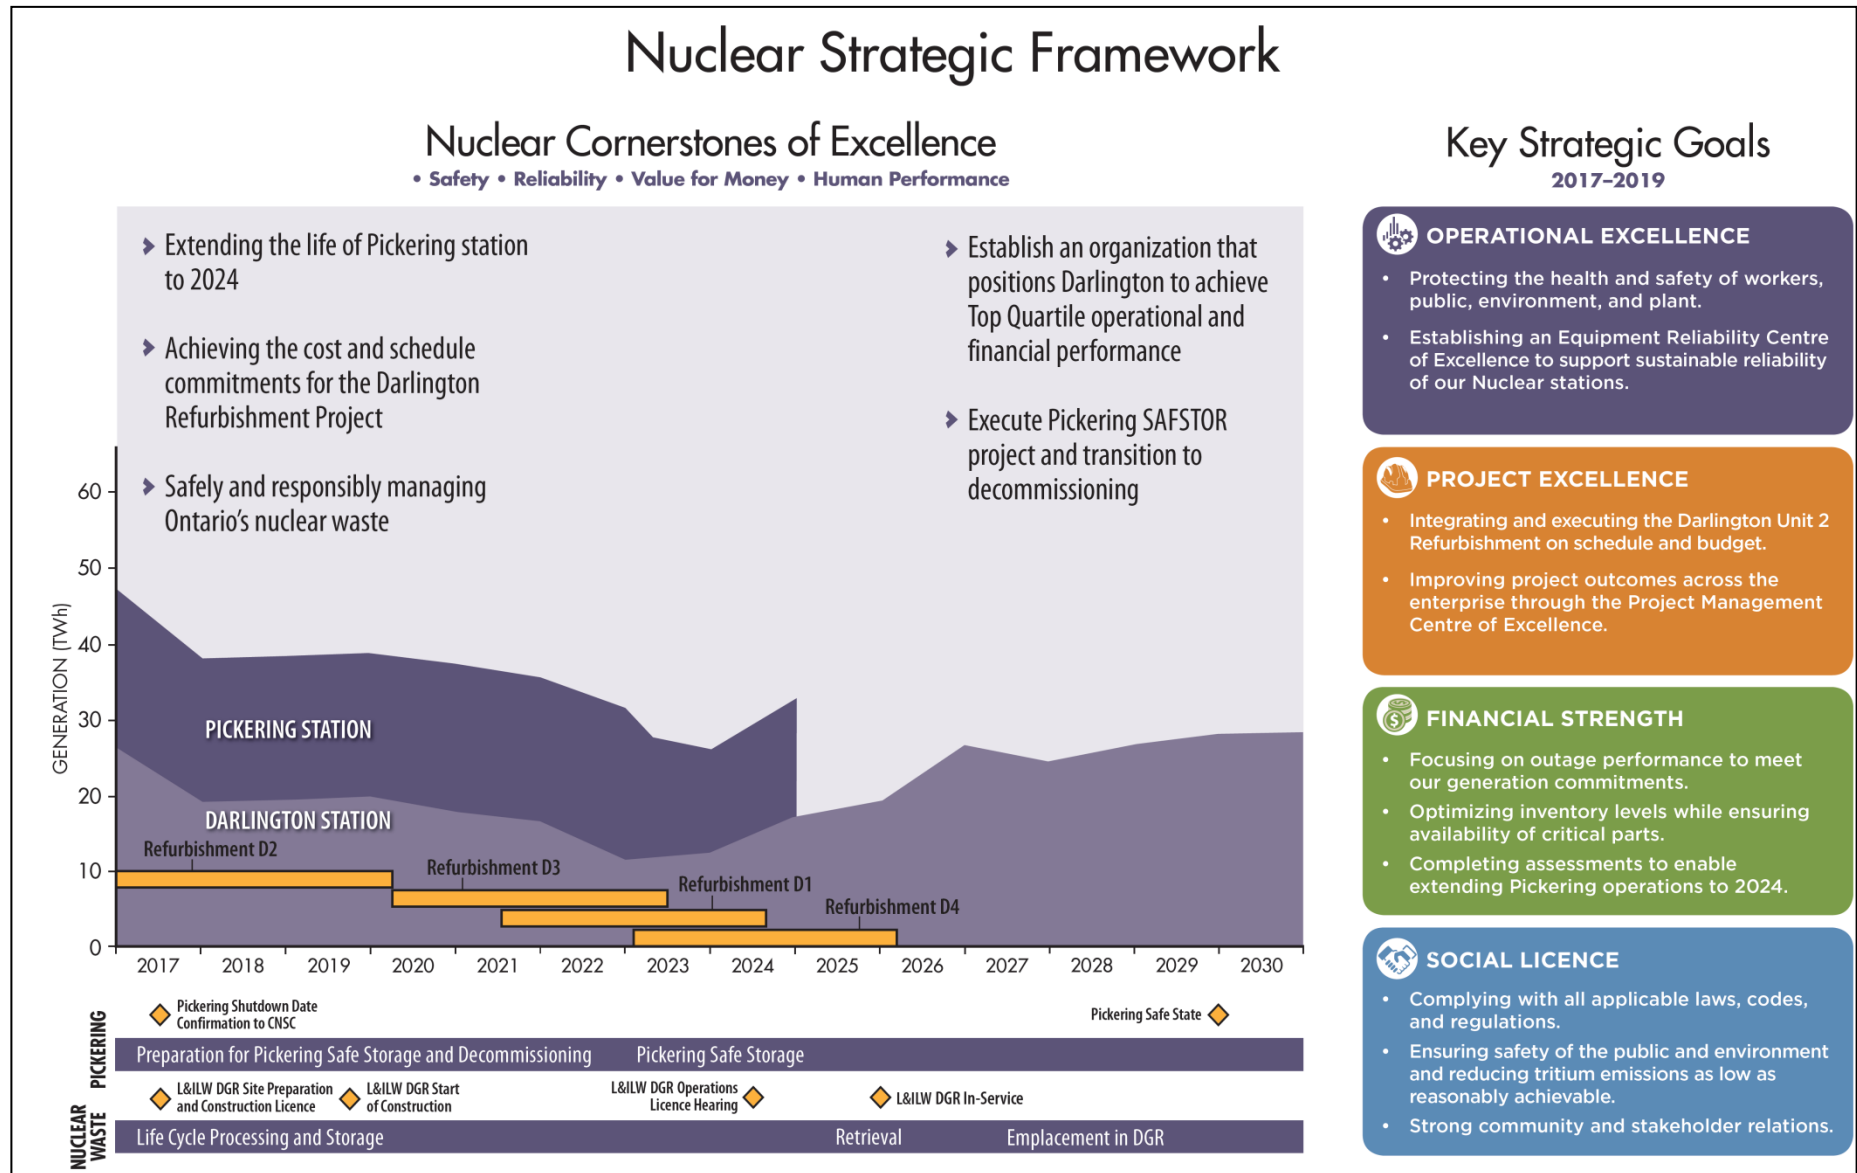 Nuclear Strategic Framework
Nuclear Cornerstones of Excellence
• Safety • Reliability • Value for Money • Human Performance
Extending the life of Pickering station
to 2024
Achieving the cost and schedule
commitments for the Darlington
Refurbishment Project
Safely and responsibly managing
Ontario’s nuclear waste
Establish an organization that
positions Darlington to achieve
Top Quartile operational and
financial performance
Execute Pickering SAFSTOR
project and transition to
decommissioning
GENERATION (TWh)
60
50
40
30
20
10
0
PICKERING STATION
DARLINGTON STATION
Refurbishment D2
Refurbishment D3
Refurbishment D1
Refurbishment D4
2017 2018 2019 2020 2021 2022 2023 2024 2025 2026 2027 2028 2029 2030
PICKERING
Pickering Shutdown Date
Confirmation to CNSC
Pickering Safe State
Preparation for Pickering Safe Storage and Decommissioning
Pickering Safe Storage
NUCLEAR
WASTE
L&ILW DGR Site Preparation
and Construction Licence
L&ILW DGR Start
of Construction
L&ILW DGR Operations
Licence Hearing
L&ILW DGR In-Service
Life Cycle Processing and Storage
Retrieval
Emplacement in DGR
Key Strategic Goals
2017–2019
OPERATIONAL EXCELLENCE
• Protecting the health and safety of workers,
public, environment, and plant.
• Establishing an Equipment Reliability Centre
of Excellence to support sustainable reliability
of our Nuclear stations.
PROJECT EXCELLENCE
• Integrating and executing the Darlington Unit 2
Refurbishment on schedule and budget.
• Improving project outcomes across the
enterprise through the Project Management
Centre of Excellence.
FINANCIAL STRENGTH
• Focusing on outage performance to meet
our generation commitments.
• Optimizing inventory levels while ensuring
availability of critical parts.
• Completing assessments to enable
extending Pickering operations to 2024.
SOCIAL LICENCE
• Complying with all applicable laws, codes,
and regulations.
• Ensuring safety of the public and environment
and reducing tritium emissions as low as
reasonably achievable.
• Strong community and stakeholder relations.